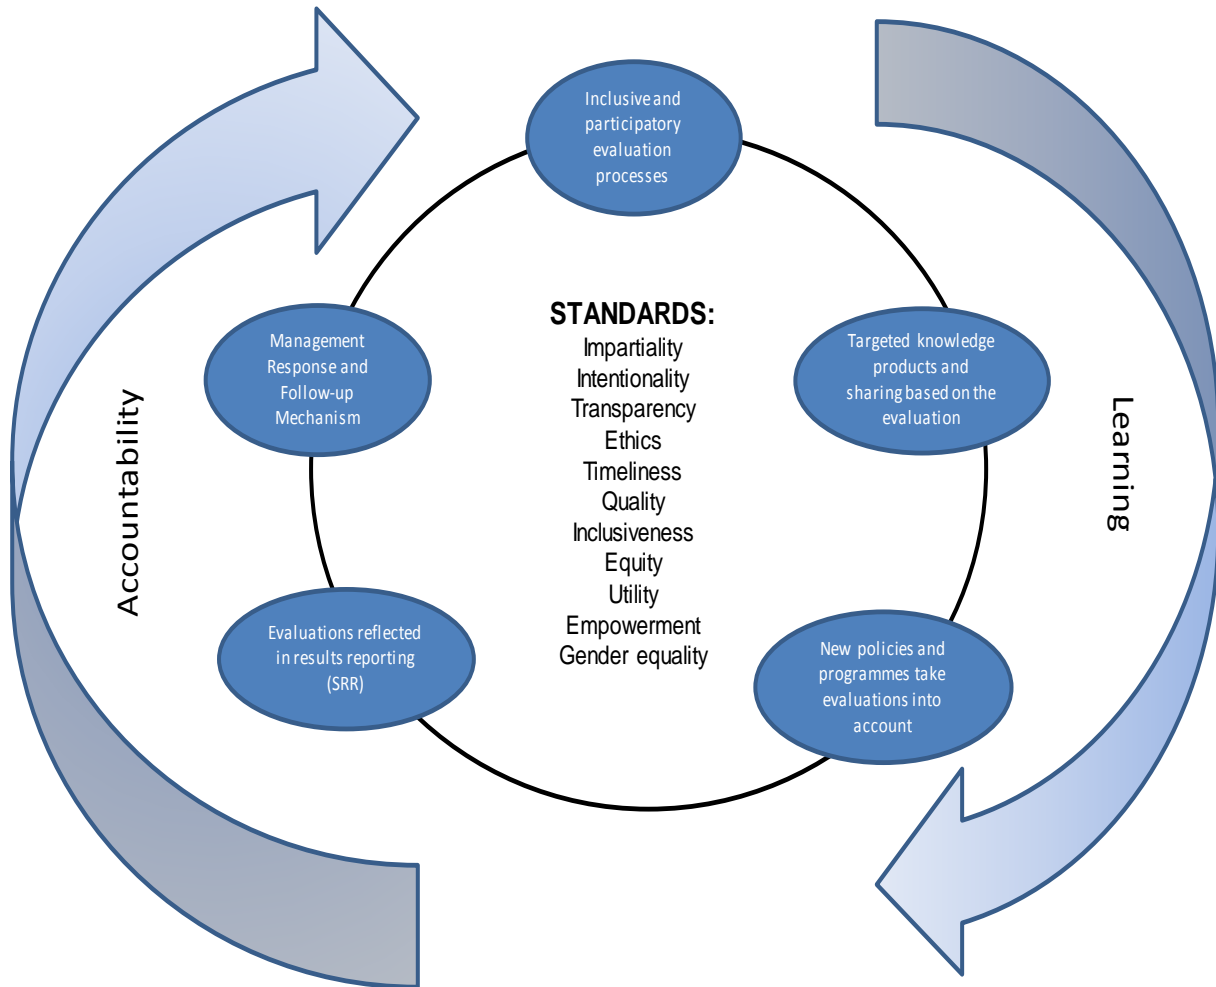 Inclusive and
participatory
evaluation
processes
STANDARDS:
Impartiality
Intentionality
Transparency
Ethics
Timeliness
Quality
Inclusiveness
Equity
Utility
Empowerment
Gender equality
Management
Response and
Follow-up
Mechanism
Targeted knowledge
products and
sharing based on the
evaluation
Accountability
Learning
Evaluations reflected
in results reporting
(SRR)
New policies and
programmes take
evaluations into
account